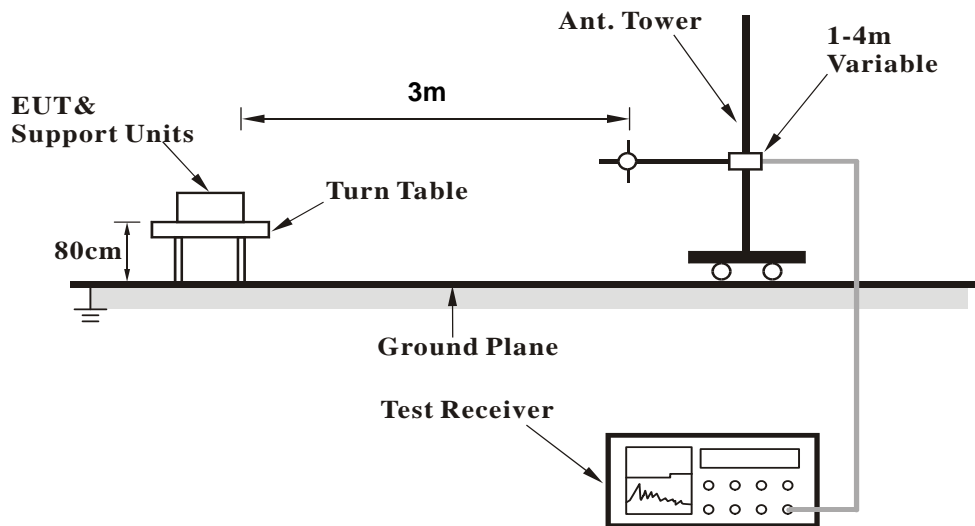 Ant. Tower
1-4m
Variable
3m
EUT&
Support Units
Turn Table
80cm
Ground Plane
Test Receiver